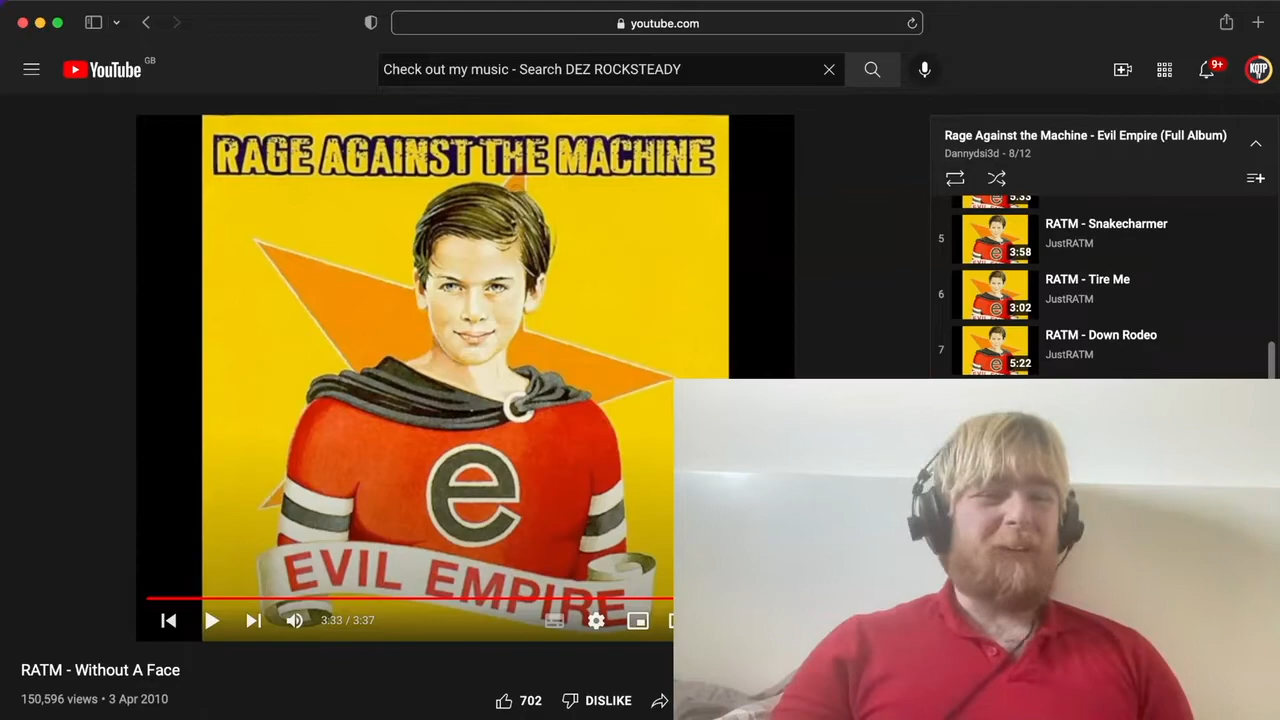 youtube.com
YouTube GB
Check out my music - Search DEZ ROCKSTEADY
9+
KOTP
RAGE AGAINST THE MACHINE
e
EVIL EMPIRE
3:33 / 3:37
RATM - Without A Face
150,596 views • 3 Apr 2010
702
DISLIKE
Rage Against the Machine - Evil Empire (Full Album)
Dannydsi3d - 8/12
5:33
5
3:58
RATM - Snakecharmer
JustRATM
6
3:02
RATM - Tire Me
JustRATM
7
5:22
RATM - Down Rodeo
JustRATM